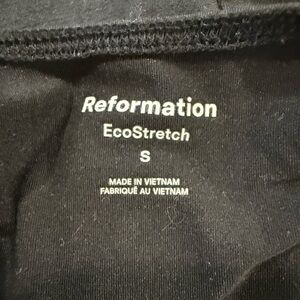 Reformation
EcoStretch
S
MADE IN VIETNAM
FABRIQUÉ AU VIETNAM